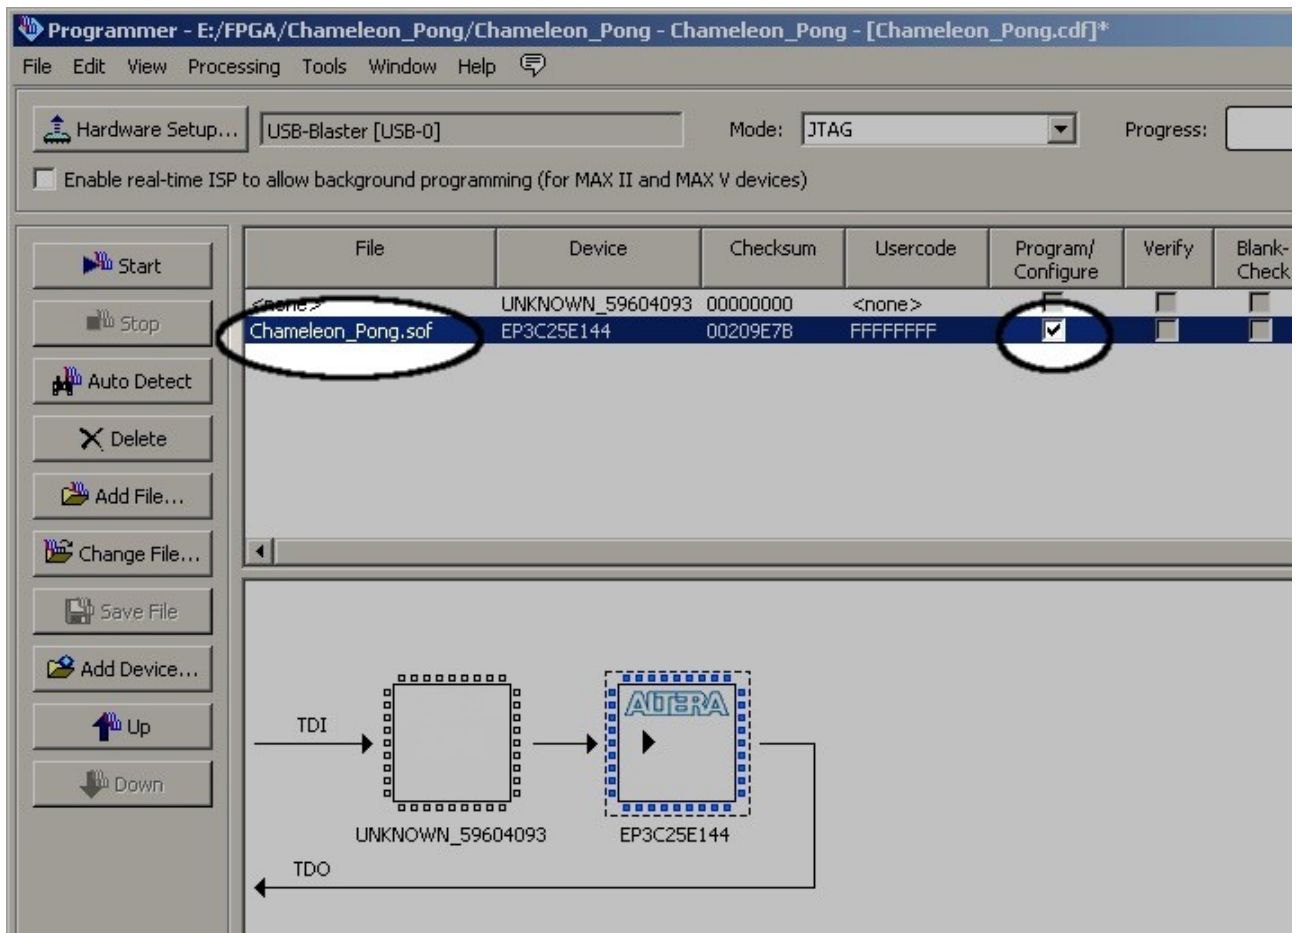 Programmer - E:/FPGA/Chameleon_Pong/Chameleon_Pong - Chameleon_Pong - [Chameleon_Pong.cdf]*
File Edit View Processing Tools Window Help
Hardware Setup... USB-Blaster [USB-0] Mode: JTAG Progress:
Enable real-time ISP to allow background programming (for MAX II and MAX V devices)
File Device Checksum Usercode Program/ Configure Verify Blank- Check
<none> UNKNOWN_59604093 00000000 <none>
Chameleon_Pong.sof EP3C25E144 00209E7B FFFFFFFF
Start
Stop
Auto Detect
Delete
Add File...
Change File...
Save File
Add Device...
Up
Down
TDI
ALTERA
UNKNOWN_59604093 EP3C25E144
TDO